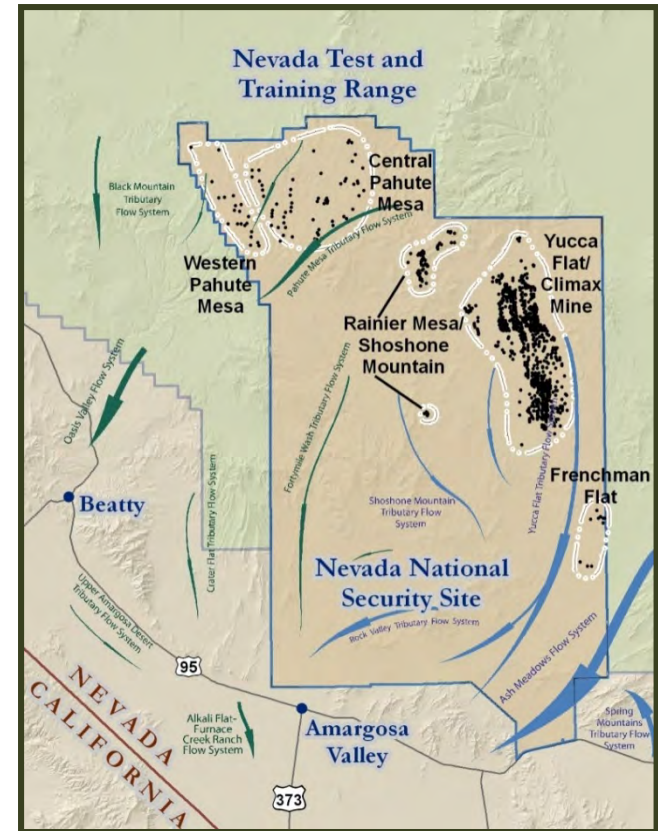 Nevada Test and
Training Range
Central
Pahute
Mesa
Black Mountain
Tributary
Flow System
Western
Pahute
Mesa
Pahute Mesa Tributary Flow System
Yucca
Flat/
Climax
Mine
Rainier Mesa/
Shoshone
Mountain
Oasis Valley Flow System
Fortymile Wash Tributary Flow System
Yucca Flat Tributary Flow
Frenchman
Flat
Beatty
Crater Flat Tributary Flow System
Shoshone Mountain
Tributary Flow
System
Nevada National
Security Site
Upper Amargosa Desert
Tributary Flow System
Rock Valley Tributary Flow System
Ash Meadows Flow System
95
NEVADA
CALIFORNIA
Alkali Flat-
Furnace
Creek Ranch
Flow System
Amargosa
Valley
Spring
Mountains
Tributary Flow
System
373